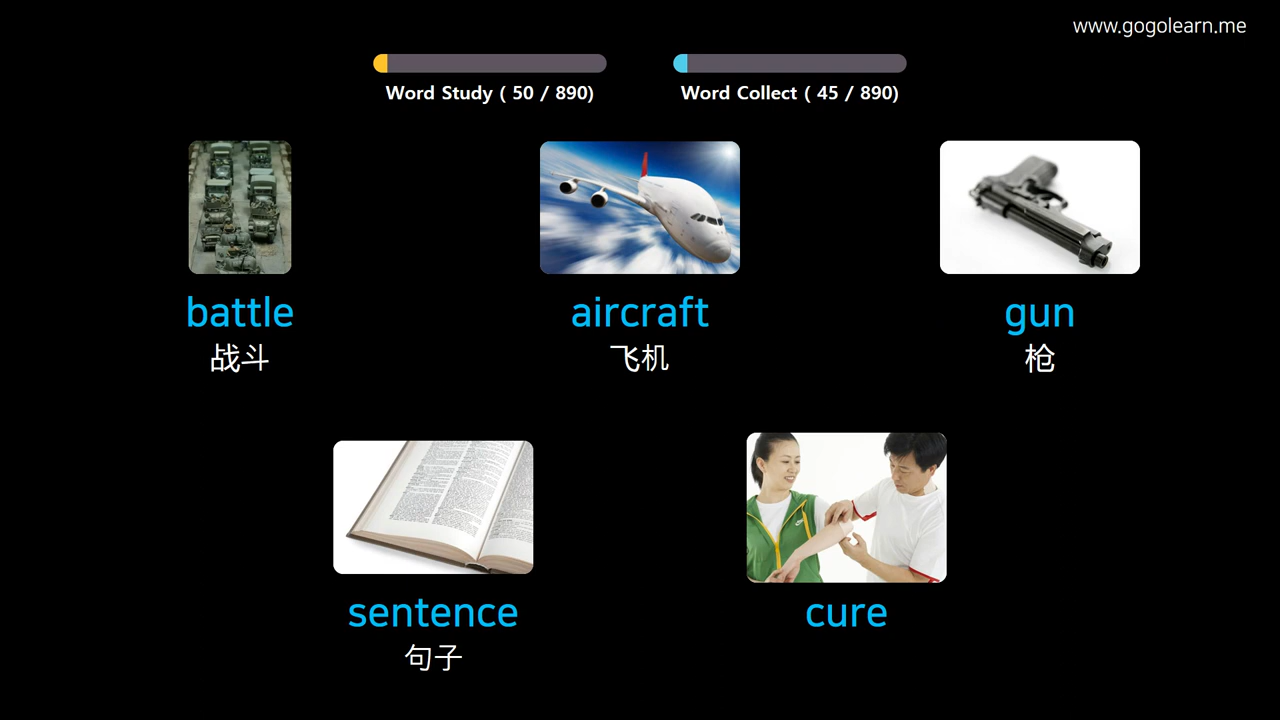 www.gogolearn.me
Word Study ( 50 / 890)
Word Collect ( 45 / 890)
battle
战斗
aircraft
飞机
gun
枪
sentence
句子
cure